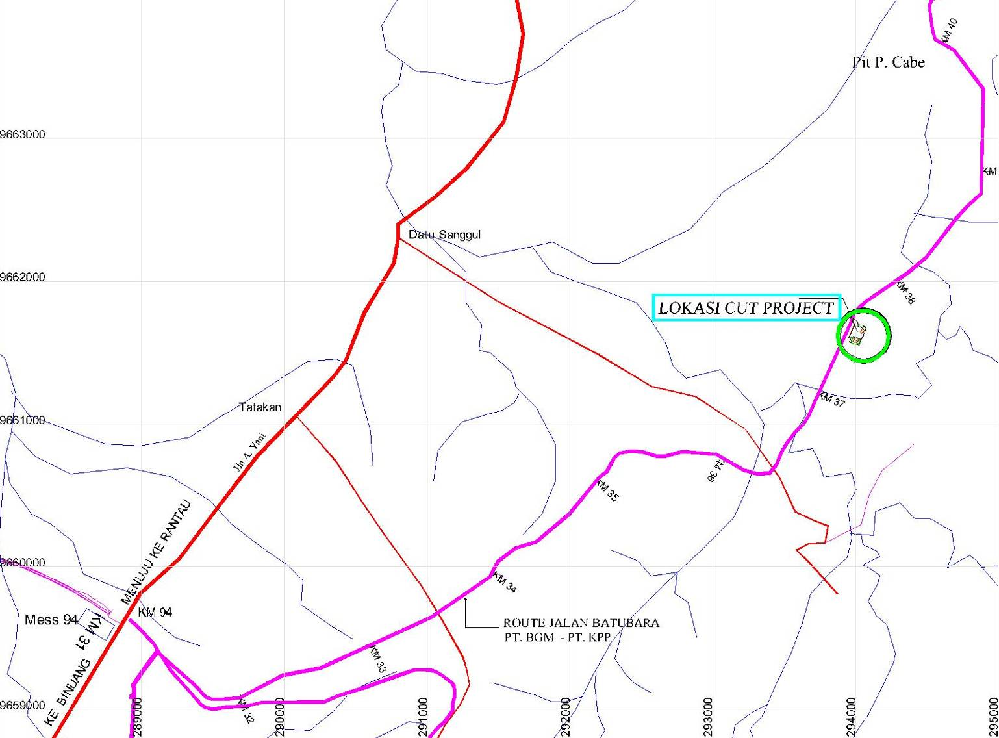 KM 40
Pit P. Cabe
9663000
KM
Datu Sanggul
9662000
KM 38
LOKASI CUT PROJECT
KM 37
Tatakan
9661000
Jln A. Yani
KM 36
KM 35
MENUJU KE RANTAU
9660000
KM 34
KM 94
Mess 94
KM 31
ROUTE JALAN BATUBARA
PT. BGM - PT. KPP
KM 33
KE BINUANG
9659000
KM 32
289000
290000
291000
292000
293000
294000
295000